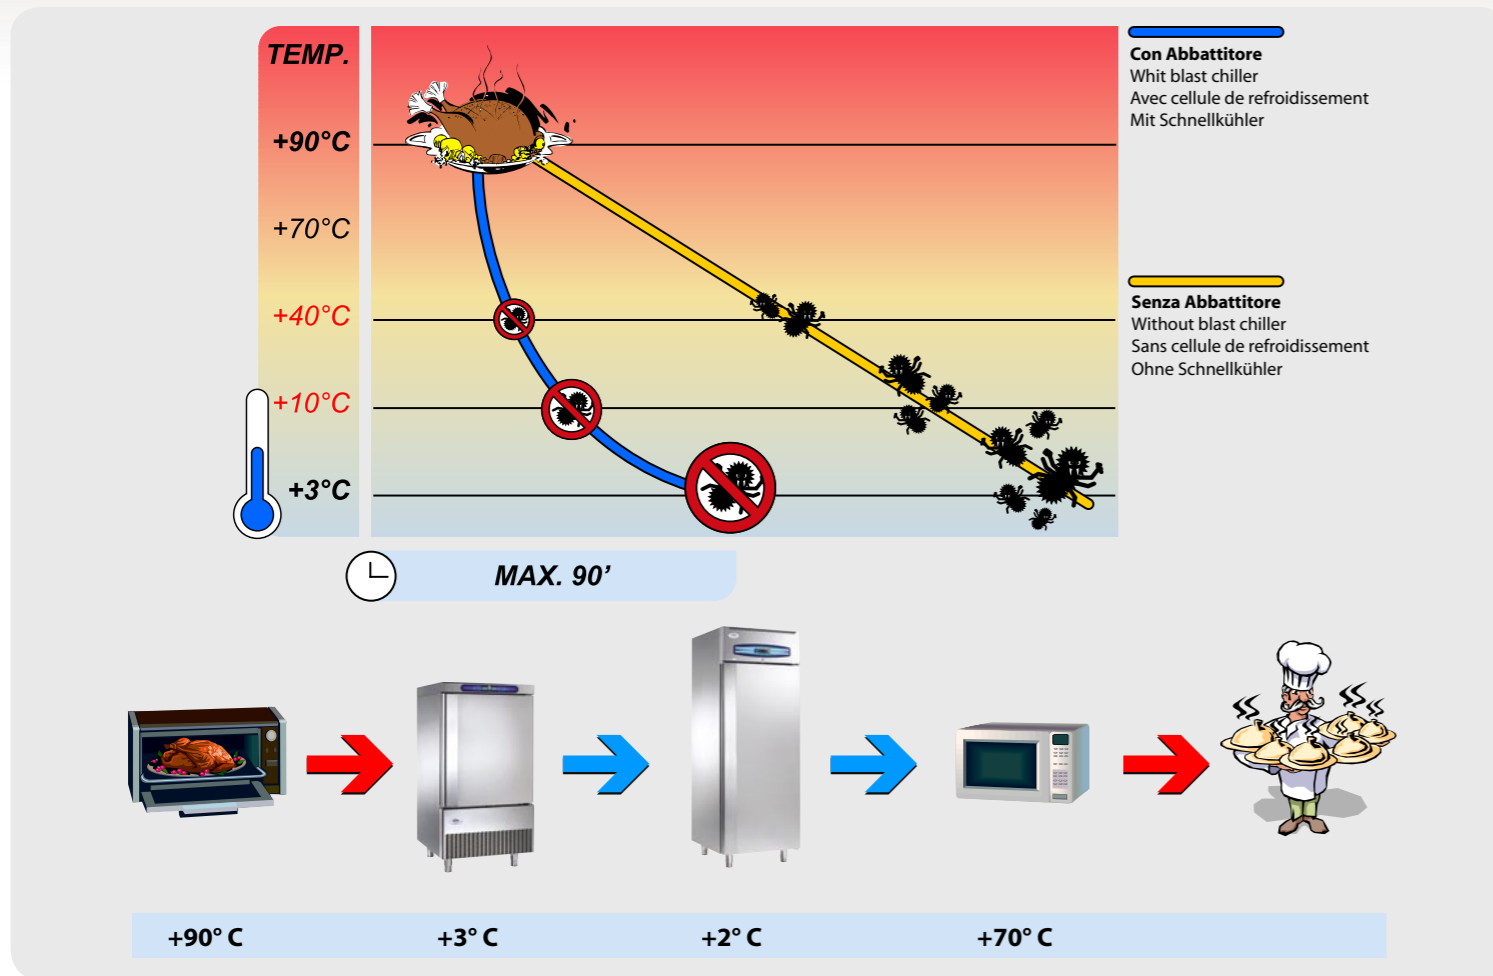 TEMP.
+90°C
+70°C
+40°C
+10°C
+3°C
MAX. 90’
Con Abbattitore
Whit blast chiller
Avec cellule de refroidissement
Mit Schnellkühler
Senza Abbattitore
Without blast chiller
Sans cellule de refroidissement
Ohne Schnellkühler
+90° C +3° C +2° C +70° C